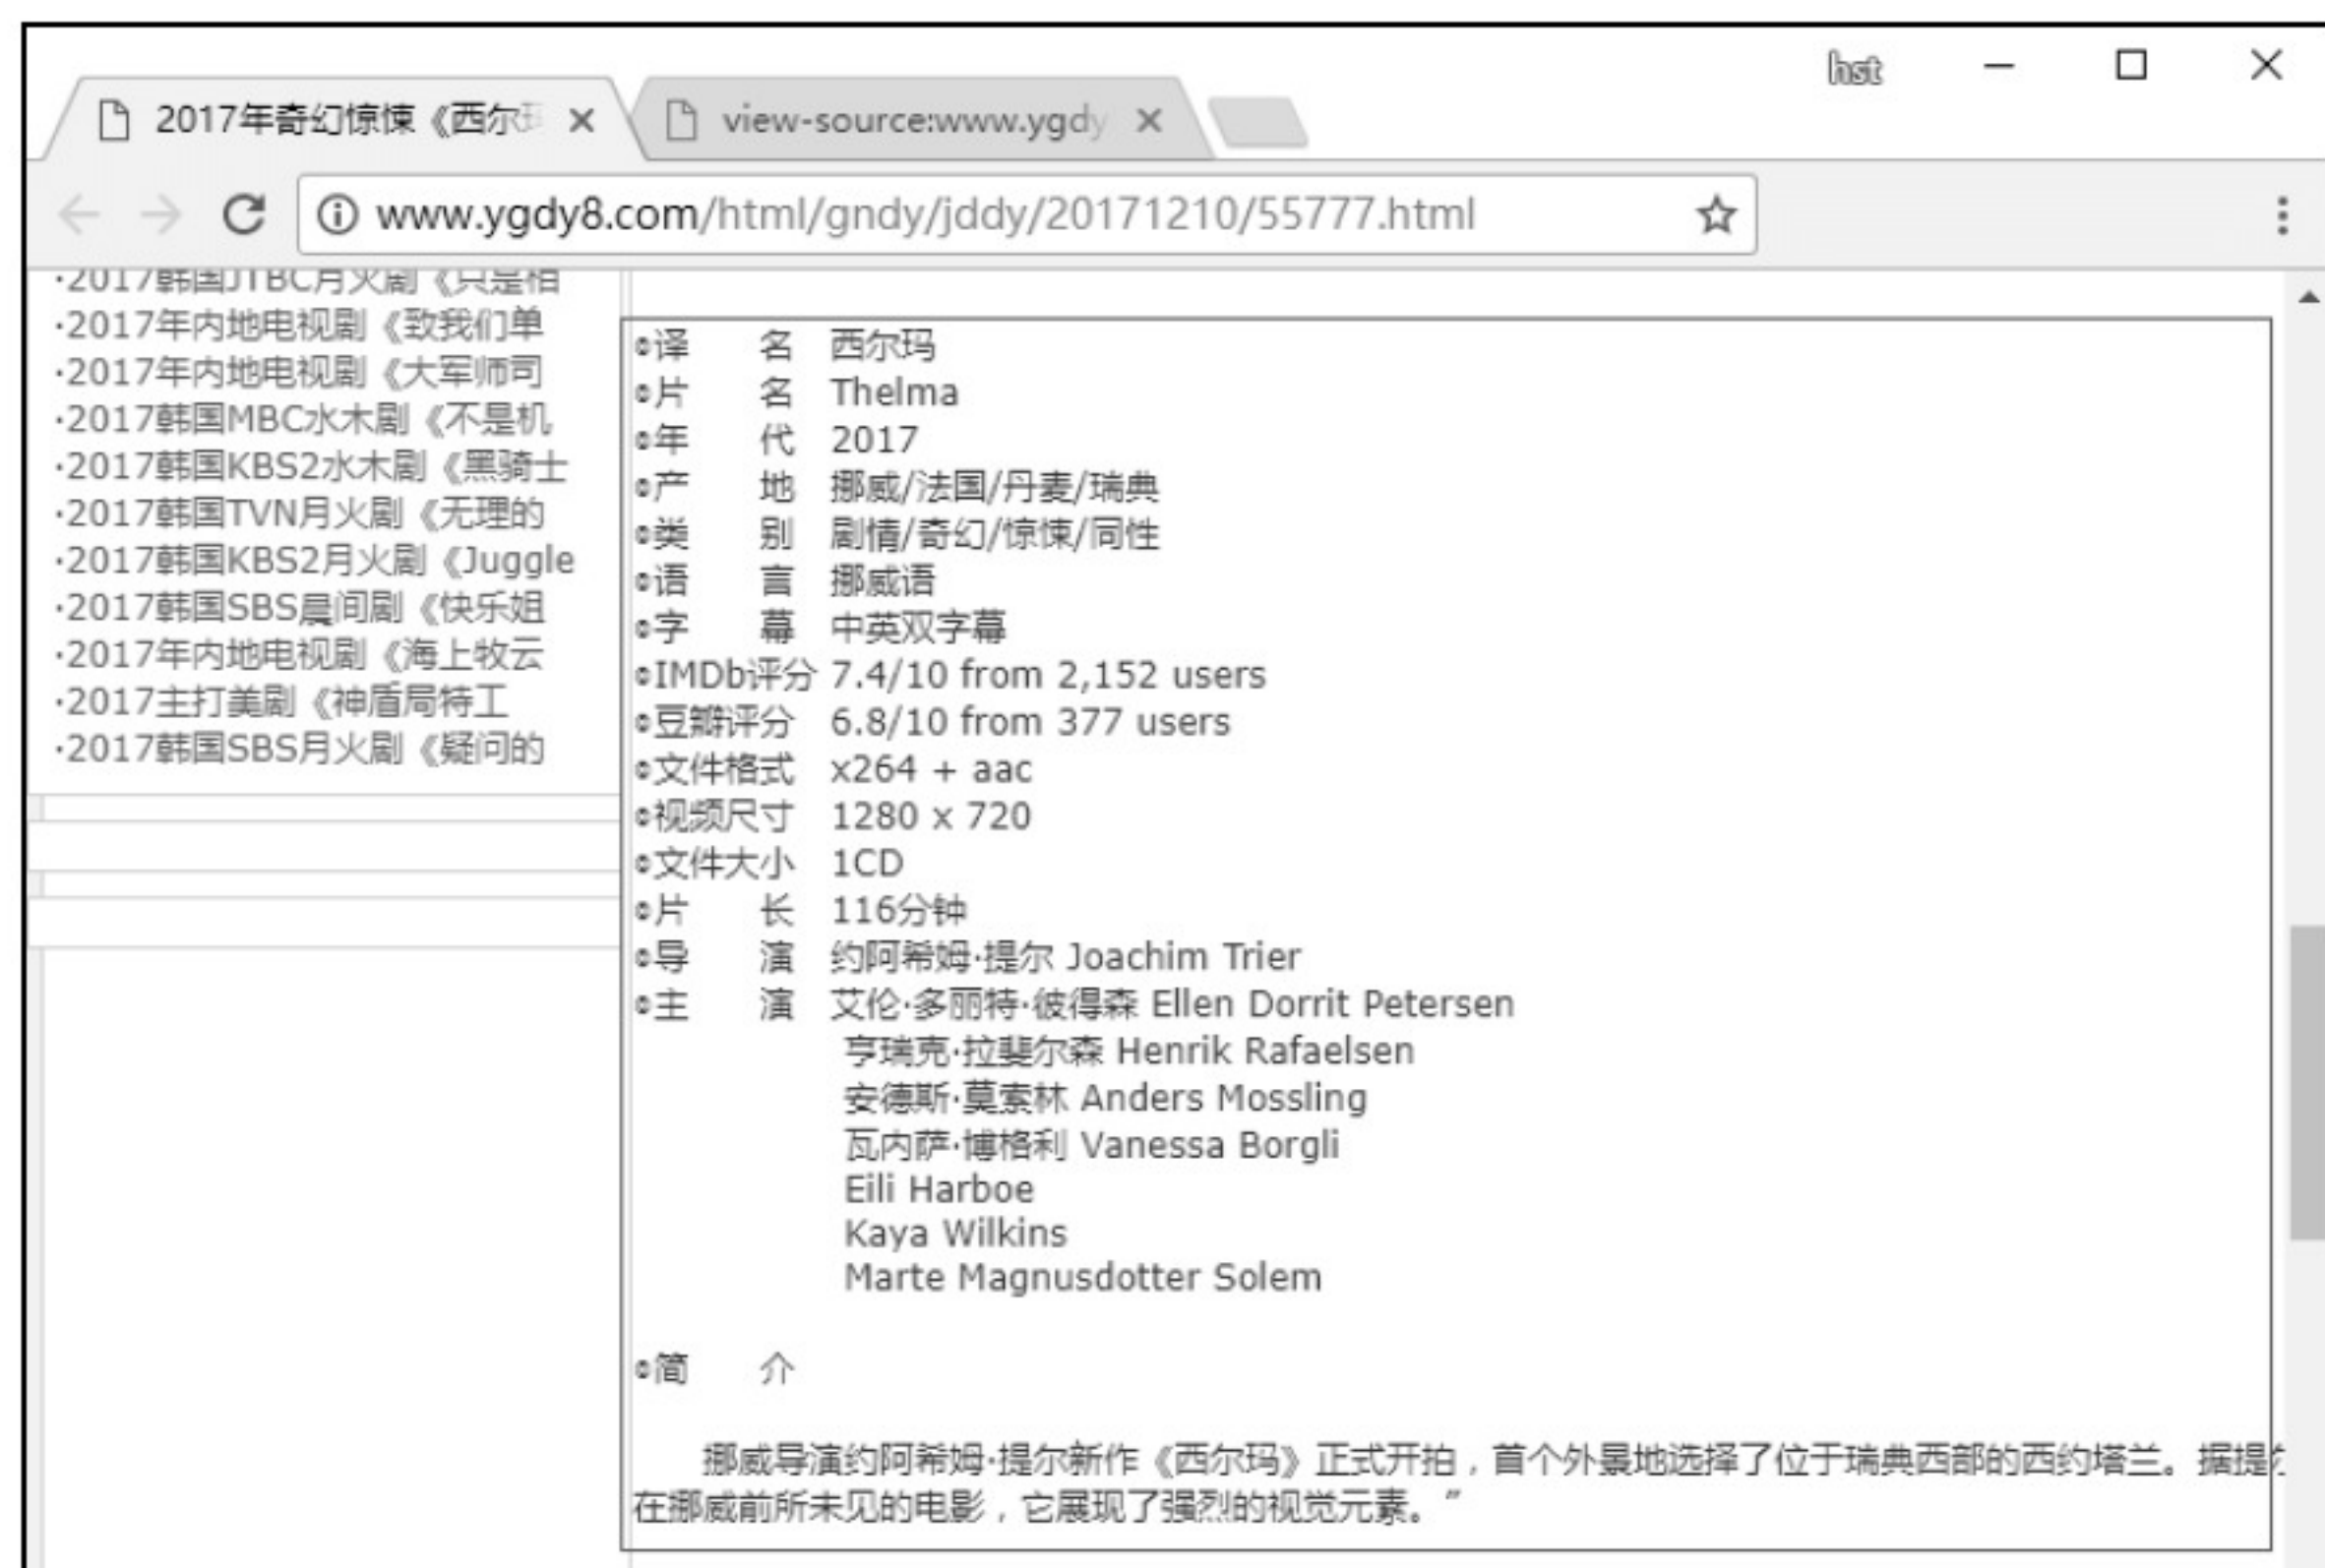 hst
2017年奇幻惊悚《西尔
view-source:www.ygdy
www.ygdy8.com/html/gndy/jddy/20171210/55777.html
·2017韩国JTBC月火剧《只是相
·2017年内地电视剧《致我们单
·2017年内地电视剧《大军师司
·2017韩国MBC水木剧《不是机
·2017韩国KBS2水木剧《黑骑士
·2017韩国TVN月火剧《无理的
·2017韩国KBS2月火剧《Juggle
·2017韩国SBS晨间剧《快乐姐
·2017年内地电视剧《海上牧云
·2017主打美剧《神盾局特工
·2017韩国SBS月火剧《疑问的
◎译　　名　西尔玛
◎片　　名　Thelma
◎年　　代　2017
◎产　　地　挪威/法国/丹麦/瑞典
◎类　　别　剧情/奇幻/惊悚/同性
◎语　　言　挪威语
◎字　　幕　中英双字幕
◎IMDb评分 7.4/10 from 2,152 users
◎豆瓣评分　6.8/10 from 377 users
◎文件格式　x264 + aac
◎视频尺寸　1280 x 720
◎文件大小　1CD
◎片　　长　116分钟
◎导　　演　约阿希姆·提尔 Joachim Trier
◎主　　演　艾伦·多丽特·彼得森 Ellen Dorrit Petersen
亨瑞克·拉斐尔森 Henrik Rafaelsen
安德斯·莫索林 Anders Mossling
瓦内萨·博格利 Vanessa Borgli
Eili Harboe
Kaya Wilkins
Marte Magnusdotter Solem
◎简　　介
挪威导演约阿希姆·提尔新作《西尔玛》正式开拍，首个外景地选择了位于瑞典西部的西约塔兰。据提
在挪威前所未见的电影，它展现了强烈的视觉元素。”